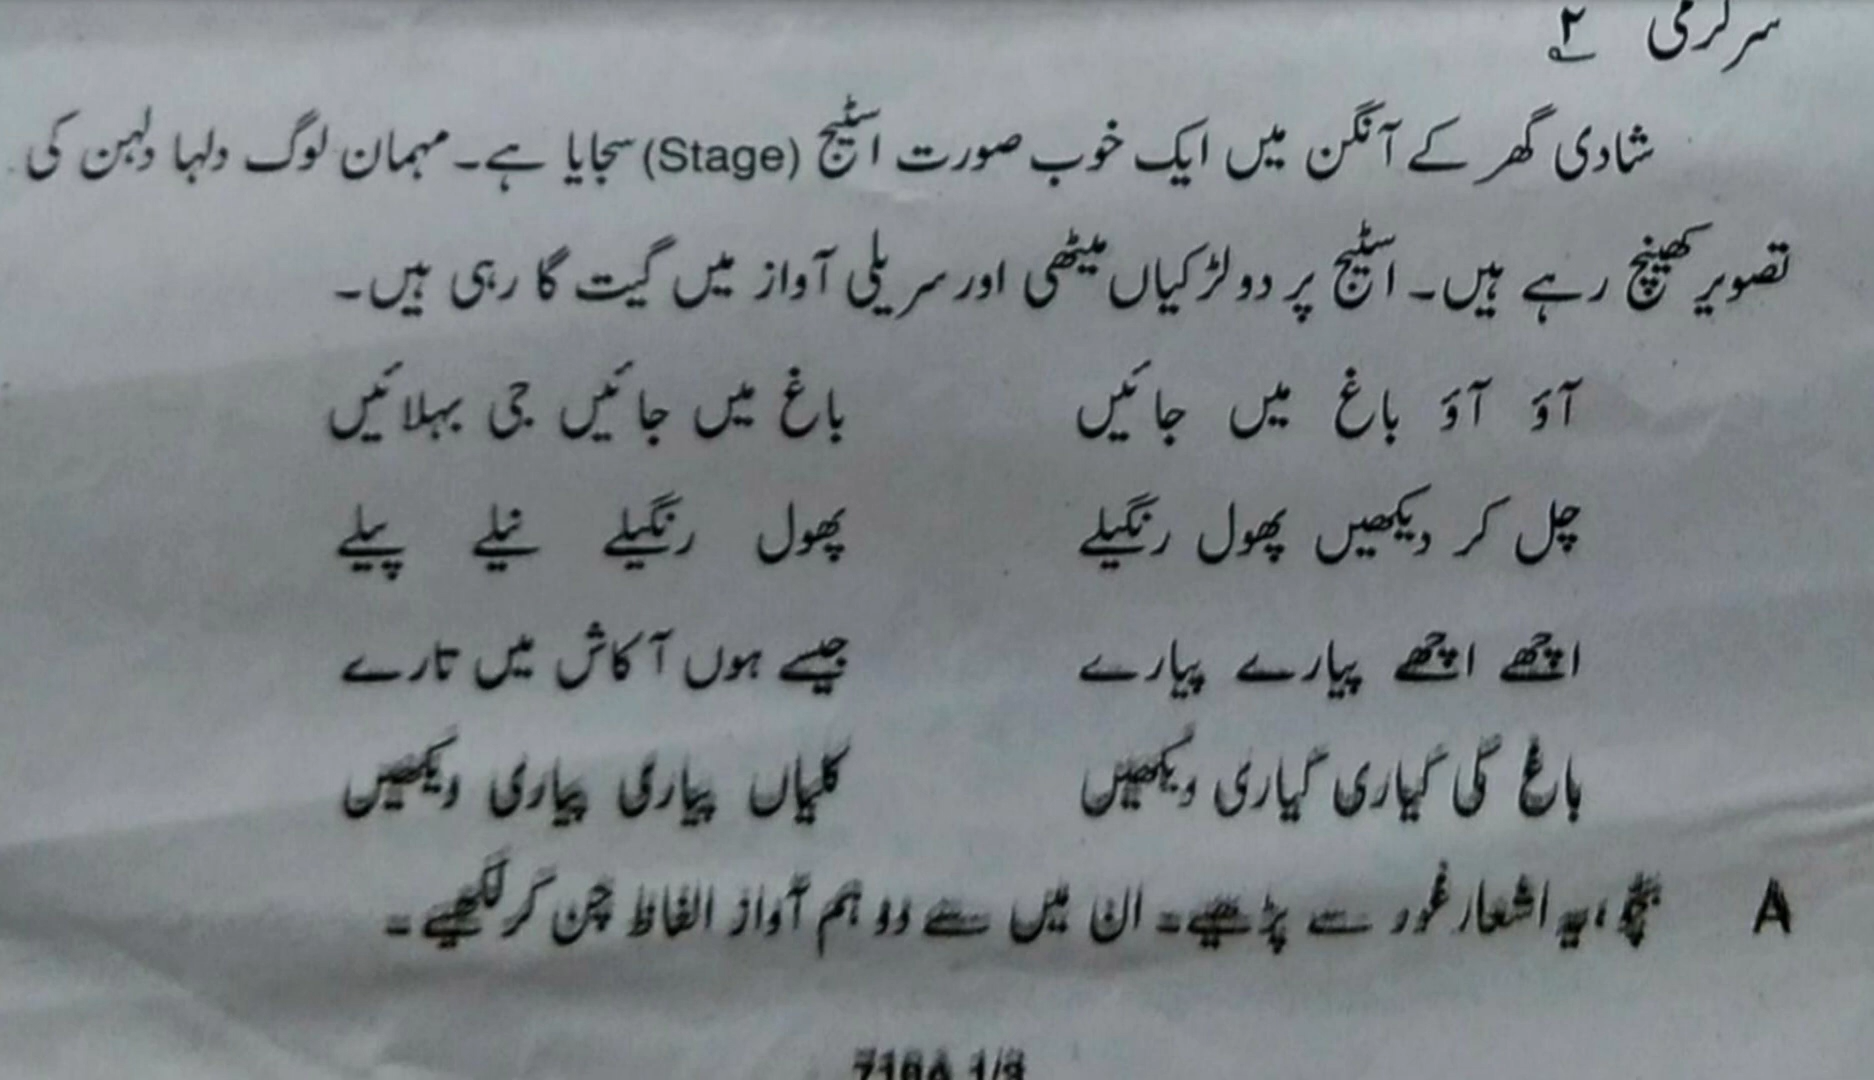 سرگرمی ۲
شادی گھر کے آنگن میں ایک خوب صورت اسٹیج (Stage) سجایا ہے۔ مہمان لوگ دلہا دلہن کی
تصویر کھینچ رہے ہیں۔ اسٹیج پر دو لڑکیاں میٹھی اور سریلی آواز میں گیت گا رہی ہیں۔
آؤ آؤ باغ میں جائیں باغ میں جائیں جی بہلائیں
چل کر دیکھیں پھول رنگیلے پھول رنگیلے نیلے پیلے
اچھے اچھے پیارے پیارے جیسے ہوں آکاش میں تارے
باغ کی کیاری کیاری دیکھیں کلیاں پیاری پیاری دیکھیں
A بچّو، یہ اشعار غور سے پڑھیے۔ ان میں سے دو ہم آواز الفاظ چن کر لکھیے۔
710A 1/3